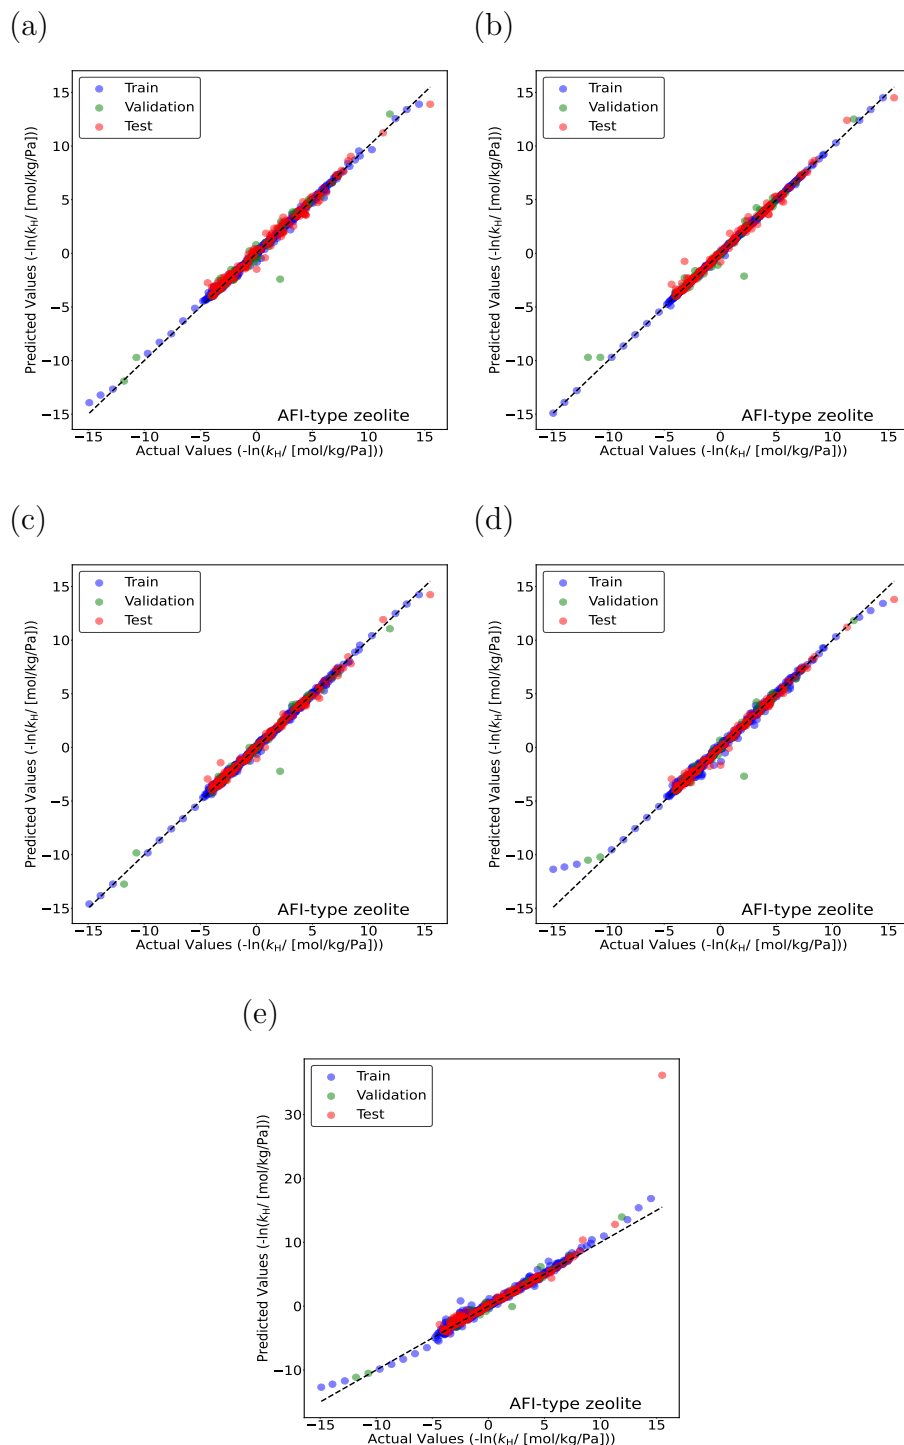 (a)
(b)
Train
Validation
Test
15
10
5
0
−5
−10
−15
Predicted Values (-ln(kH/ [mol/kg/Pa]))
AFI-type zeolite
−15 −10 −5 0 5 10 15
Actual Values (-ln(kH/ [mol/kg/Pa]))
Train
Validation
Test
15
10
5
0
−5
−10
−15
Predicted Values (-ln(kH/ [mol/kg/Pa]))
AFI-type zeolite
−15 −10 −5 0 5 10 15
Actual Values (-ln(kH/ [mol/kg/Pa]))
(c)
(d)
Train
Validation
Test
15
10
5
0
−5
−10
−15
Predicted Values (-ln(kH/ [mol/kg/Pa]))
AFI-type zeolite
−15 −10 −5 0 5 10 15
Actual Values (-ln(kH/ [mol/kg/Pa]))
Train
Validation
Test
15
10
5
0
−5
−10
−15
Predicted Values (-ln(kH/ [mol/kg/Pa]))
AFI-type zeolite
−15 −10 −5 0 5 10 15
Actual Values (-ln(kH/ [mol/kg/Pa]))
(e)
Train
Validation
Test
30
20
10
0
−10
Predicted Values (-ln(kH/ [mol/kg/Pa]))
AFI-type zeolite
−15 −10 −5 0 5 10 15
Actual Values (-ln(kH/ [mol/kg/Pa]))